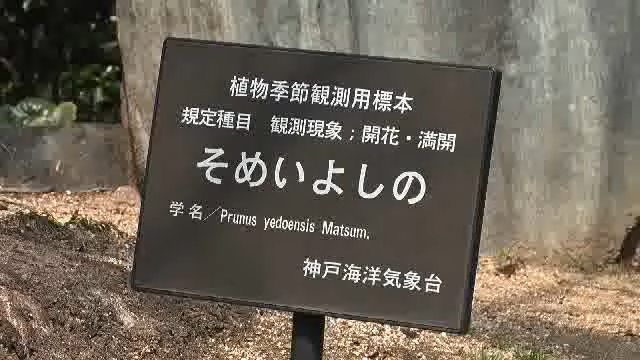 植物季節観測用標本
規定種目　観測現象；開花・満開
そめいよしの
学名／Prunus yedoensis Matsum.
神戸海洋気象台